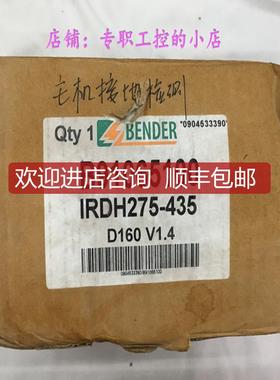 店铺：专职工控的小店
主机接地检测
Qty 1
BENDER
"0904533390"
欢迎进店咨询 顺丰包邮
IRDH275-435
D160 V1.4